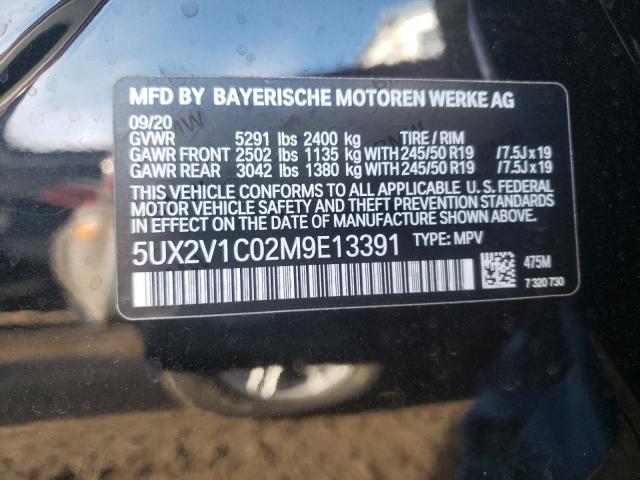 MFD BY BAYERISCHE MOTOREN WERKE AG
09/20
GVWR 5291 lbs 2400 kg TIRE / RIM
GAWR FRONT 2502 lbs 1135 kg WITH 245/50 R19 /7.5J x 19
GAWR REAR 3042 lbs 1380 kg WITH 245/50 R19 /7.5J x 19
THIS VEHICLE CONFORMS TO ALL APPLICABLE U. S. FEDERAL
MOTOR VEHICLE SAFETY AND THEFT PREVENTION STANDARDS
IN EFFECT ON THE DATE OF MANUFACTURE SHOWN ABOVE.
5UX2V1C02M9E13391 TYPE: MPV
475M
7 320 730